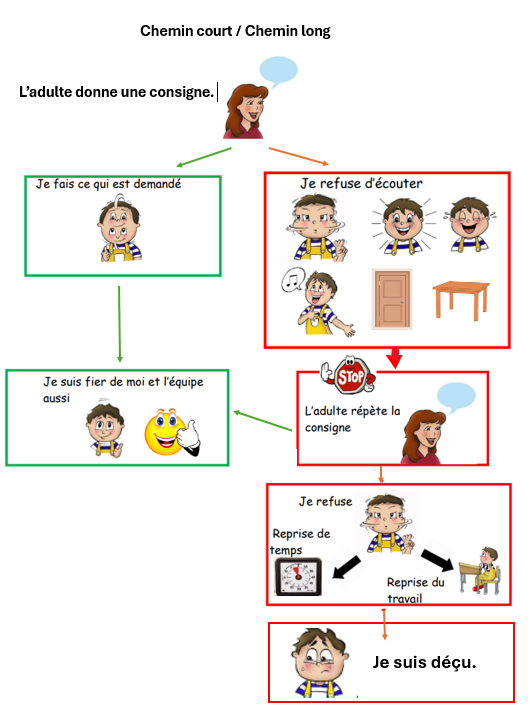 Chemin court / Chemin long
L'adulte donne une consigne.
Je fais ce qui est demandé
Je refuse d'écouter
STOP
Je suis fier de moi et l'équipe
aussi
L'adulte répète la
consigne
Je refuse
Reprise de
temps
Reprise du
travail
Je suis déçu.